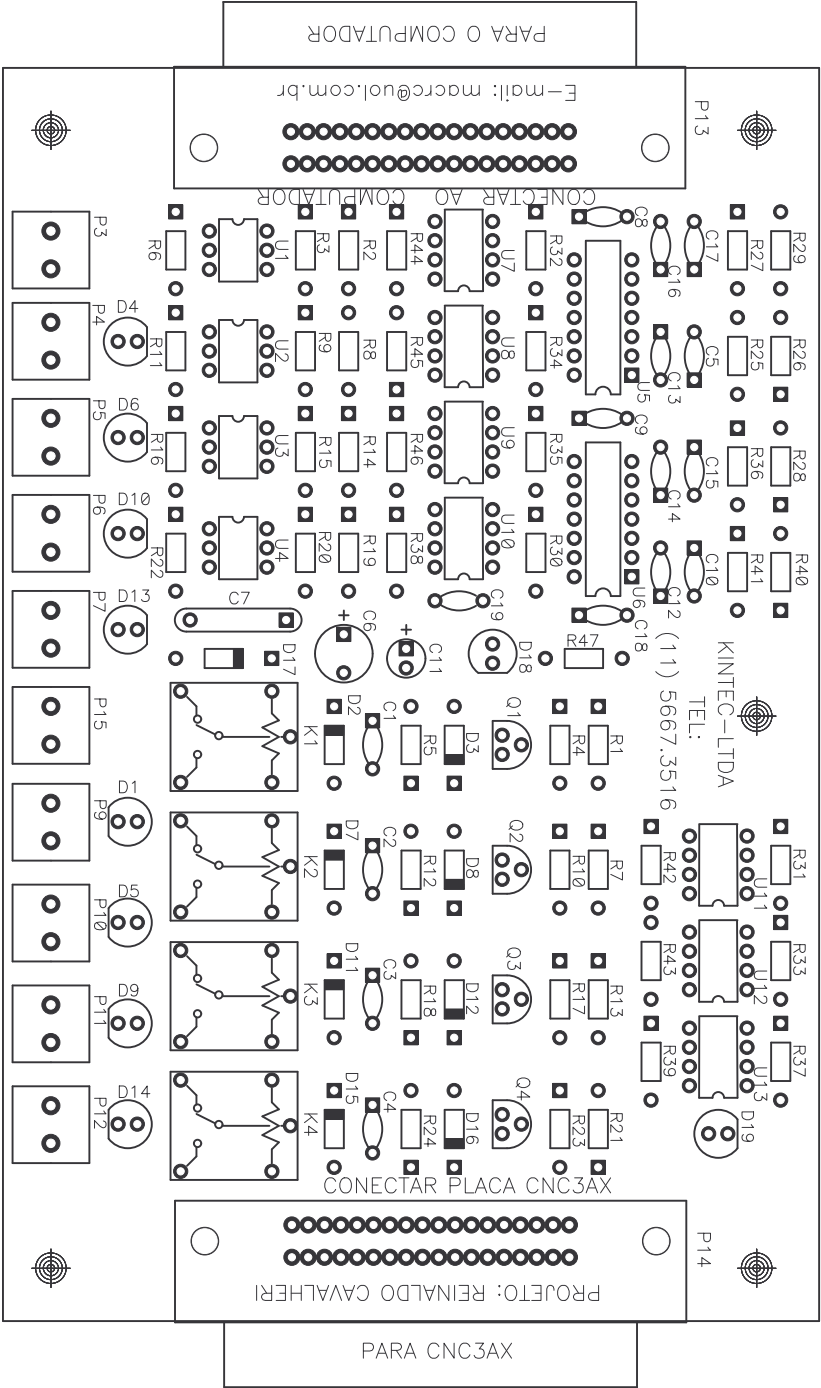 PARA O COMPUTADOR
E-mail: macrc@uol.com.br
P13
CONECTAR AO COMPUTADOR
P3
R6
U1
R3
R2
R44
U7
R32
C8
C16
C17
R27
R29
P4
D4
R11
U2
R9
R8
R45
U8
R34
U5
C13
C5
R25
R26
P5
D6
R16
U3
R15
R14
R46
U9
R35
C9
C14
C15
R36
R28
P6
D10
R22
U4
R20
R19
R38
U10
R30
U6
C12
C10
R41
R40
P7
D13
C7
C19
C18
D17
+
C6
+
C11
D18
R47
KINTEC-LTDA
TEL:
(11) 5667.3516
P15
K1
D2
C1
R5
D3
Q1
R4
R1
P9
D1
K2
D7
C2
R12
D8
Q2
R10
R7
R42
U11
R31
P10
D5
K3
D11
C3
R18
D12
Q3
R17
R13
R43
U12
R33
P11
D9
R39
U13
R37
P12
D14
K4
D15
C4
R24
D16
Q4
R23
R21
D19
CONECTAR PLACA CNC3AX
P14
PROJETO: REINALDO CAVALHERI
PARA CNC3AX